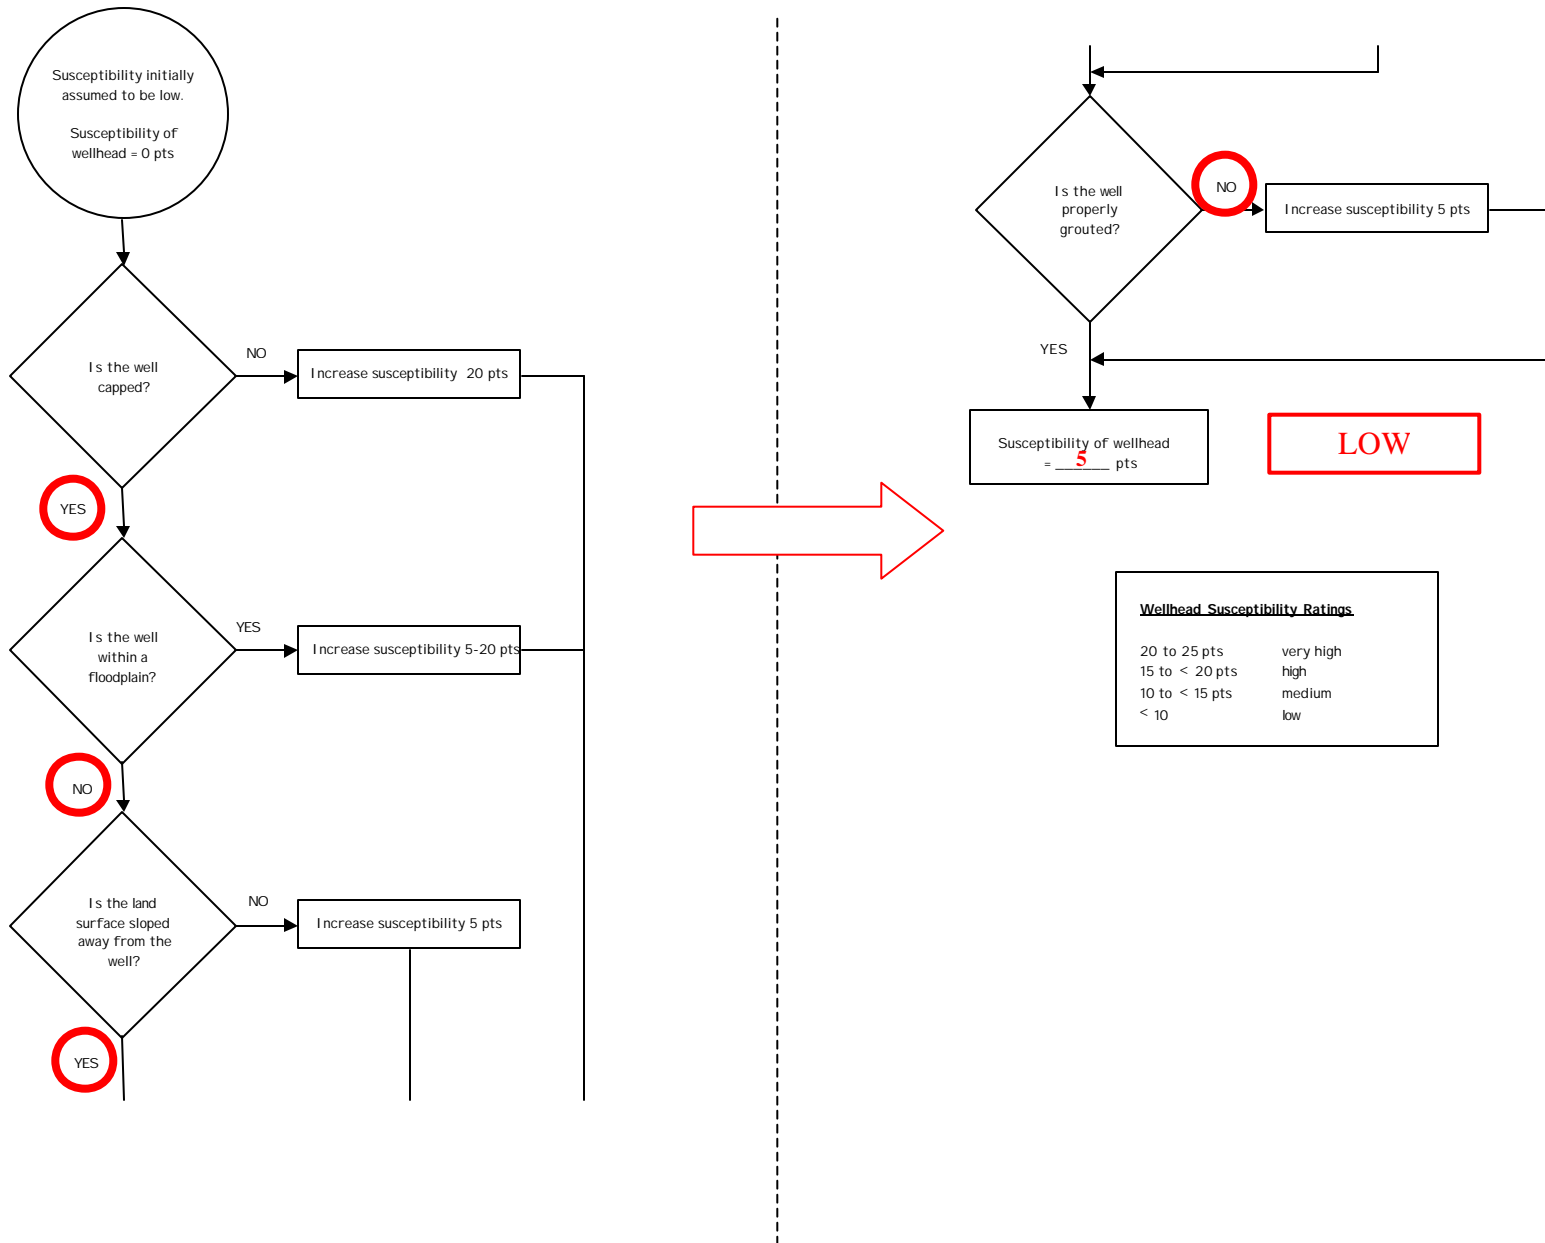 Susceptibility initially
assumed to be low.
Susceptibility of
wellhead = 0 pts
Is the well
capped?
NO
Increase susceptibility 20 pts
YES
Is the well
within a
floodplain?
YES
Increase susceptibility 5-20 pts
NO
Is the land
surface sloped
away from the
well?
NO
Increase susceptibility 5 pts
YES
Is the well
properly
grouted?
NO
Increase susceptibility 5 pts
YES
Susceptibility of wellhead
= ___5___ pts
LOW
Wellhead Susceptibility Ratings
20 to 25 pts very high
15 to < 20 pts high
10 to < 15 pts medium
< 10 low